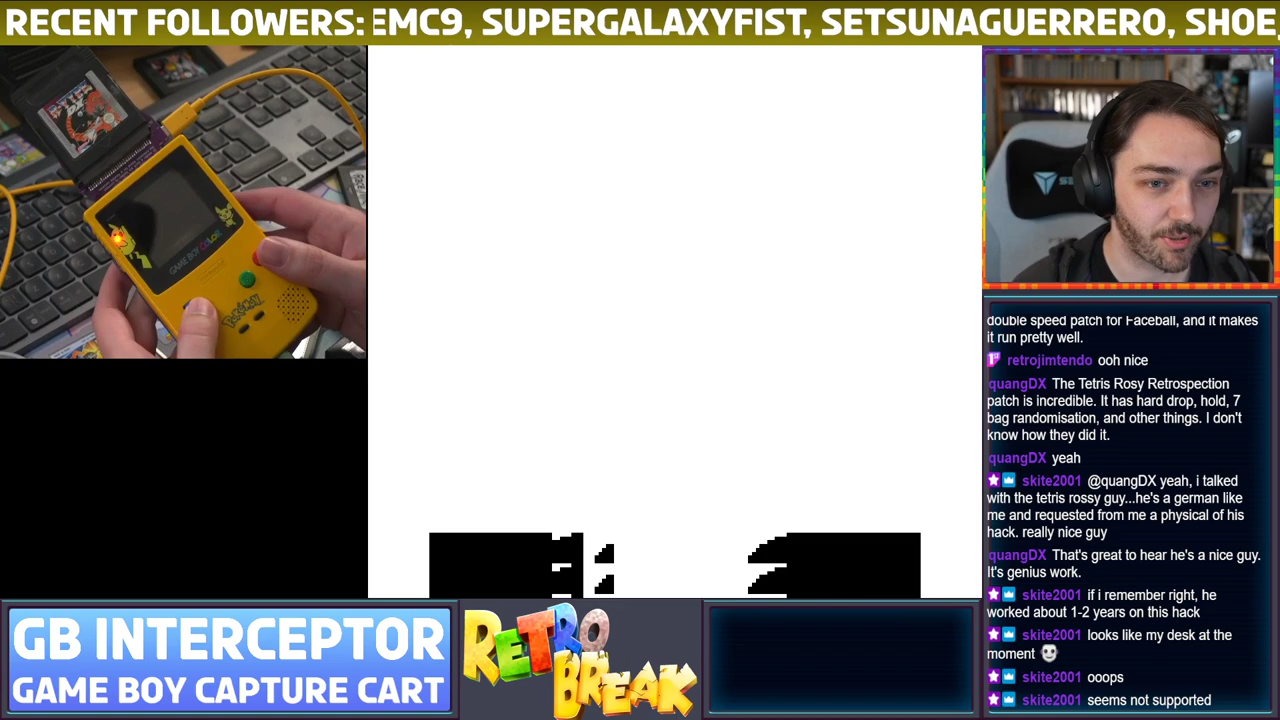 RECENT FOLLOWERS: EMC9, SUPERGALAXYFIST, SETSUNAGUERRERO, SHOE
GAME BOY COLOR
POKéMON
double speed patch for Faceball, and it makes
it run pretty well.
retrojimtendo ooh nice
quangDX The Tetris Rosy Retrospection
patch is incredible. It has hard drop, hold, 7
bag randomisation, and other things. I don't
know how they did it.
quangDX yeah
skite2001 @quangDX yeah, i talked
with the tetris rossy guy...he's a german like
me and requested from me a physical of his
hack. really nice guy
quangDX That's great to hear he's a nice guy.
It's genius work.
skite2001 if i remember right, he
worked about 1-2 years on this hack
skite2001 looks like my desk at the
moment
skite2001 ooops
skite2001 seems not supported
GB INTERCEPTOR
GAME BOY CAPTURE CART
RETRO
BREAK